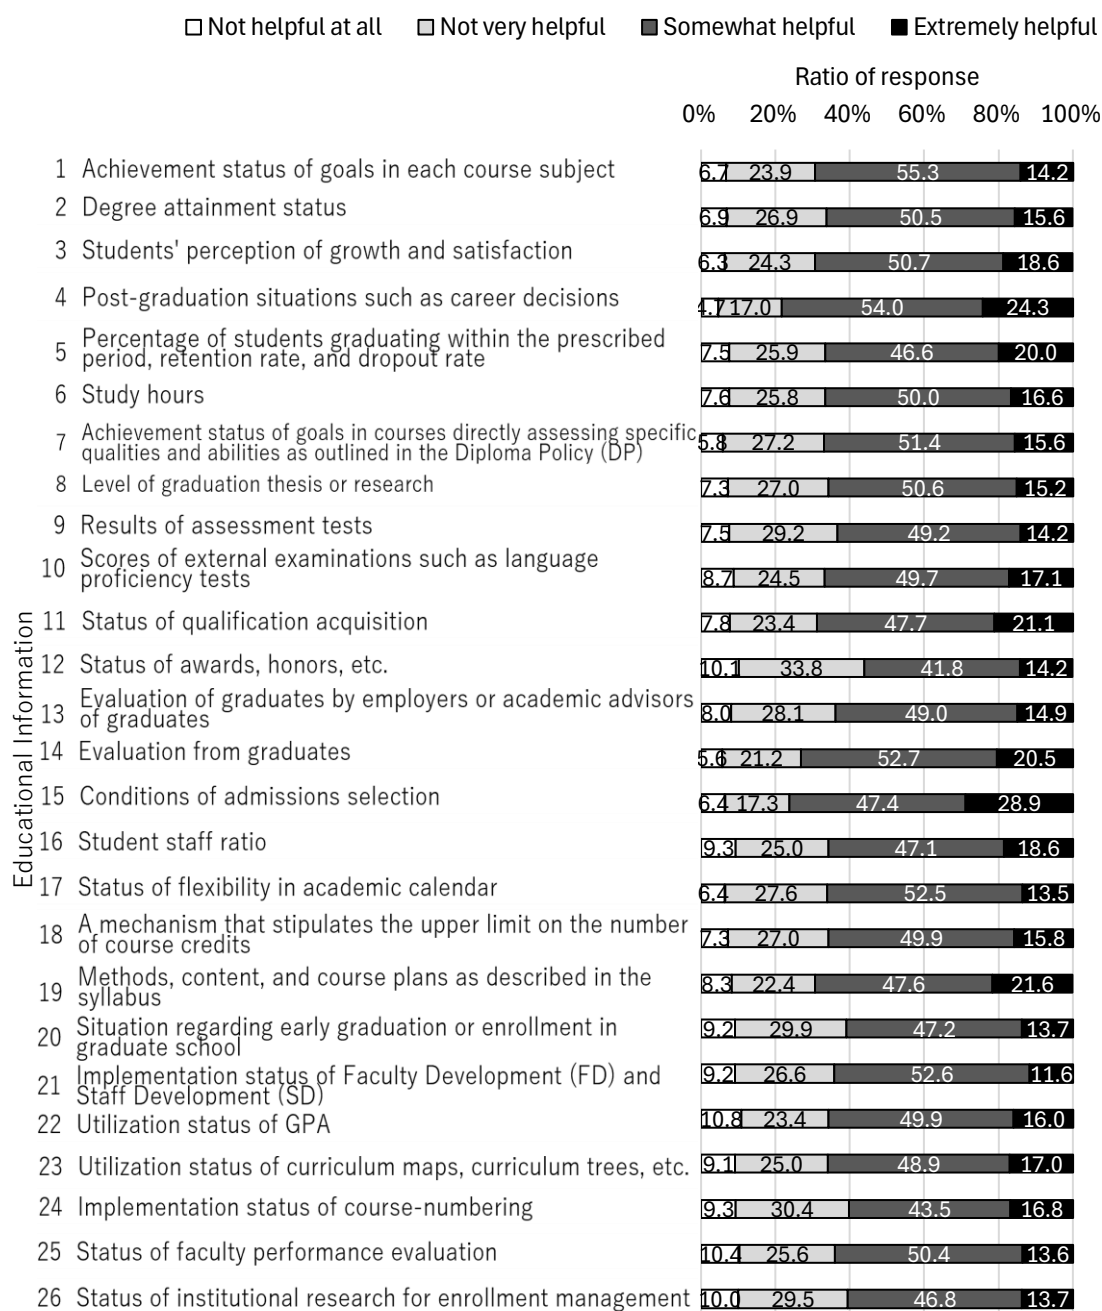 Not helpful at all Not very helpful Somewhat helpful Extremely helpful
Ratio of response
0% 20% 40% 60% 80% 100%
Educational Information
1 Achievement status of goals in each course subject 6.7 23.9 55.3 14.2
2 Degree attainment status 6.9 26.9 50.5 15.6
3 Students' perception of growth and satisfaction 6.3 24.3 50.7 18.6
4 Post-graduation situations such as career decisions 4.7 17.0 54.0 24.3
5 Percentage of students graduating within the prescribed
period, retention rate, and dropout rate 7.5 25.9 46.6 20.0
6 Study hours 7.6 25.8 50.0 16.6
7 Achievement status of goals in courses directly assessing specific
qualities and abilities as outlined in the Diploma Policy (DP) 5.8 27.2 51.4 15.6
8 Level of graduation thesis or research 7.3 27.0 50.6 15.2
9 Results of assessment tests 7.5 29.2 49.2 14.2
10 Scores of external examinations such as language
proficiency tests 8.7 24.5 49.7 17.1
11 Status of qualification acquisition 7.8 23.4 47.7 21.1
12 Status of awards, honors, etc. 10.1 33.8 41.8 14.2
13 Evaluation of graduates by employers or academic advisors
of graduates 8.0 28.1 49.0 14.9
14 Evaluation from graduates 5.6 21.2 52.7 20.5
15 Conditions of admissions selection 6.4 17.3 47.4 28.9
16 Student staff ratio 9.3 25.0 47.1 18.6
17 Status of flexibility in academic calendar 6.4 27.6 52.5 13.5
18 A mechanism that stipulates the upper limit on the number
of course credits 7.3 27.0 49.9 15.8
19 Methods, content, and course plans as described in the
syllabus 8.3 22.4 47.6 21.6
20 Situation regarding early graduation or enrollment in
graduate school 9.2 29.9 47.2 13.7
21 Implementation status of Faculty Development (FD) and
Staff Development (SD) 9.2 26.6 52.6 11.6
22 Utilization status of GPA 10.8 23.4 49.9 16.0
23 Utilization status of curriculum maps, curriculum trees, etc. 9.1 25.0 48.9 17.0
24 Implementation status of course-numbering 9.3 30.4 43.5 16.8
25 Status of faculty performance evaluation 10.4 25.6 50.4 13.6
26 Status of institutional research for enrollment management 10.0 29.5 46.8 13.7